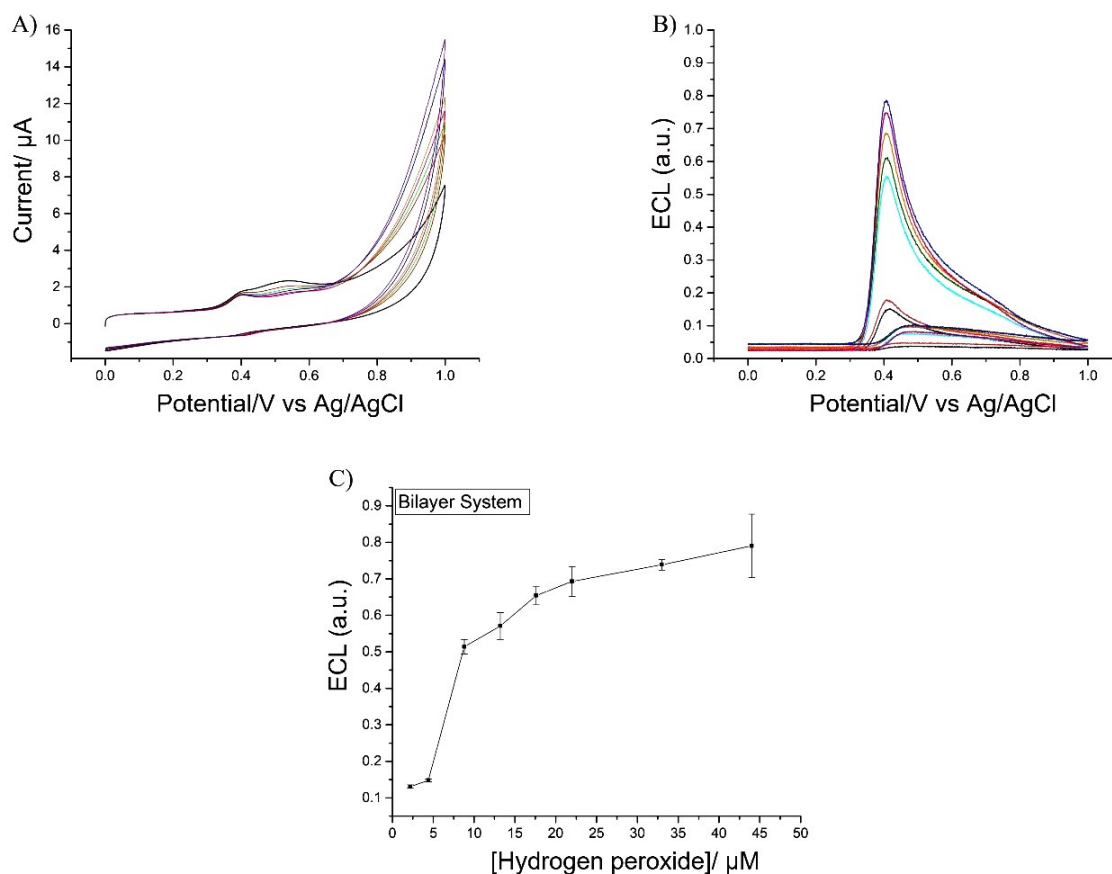 A)
16
14
12
10
8
6
4
2
0
Current/ µA
0.0 0.2 0.4 0.6 0.8 1.0
Potential/V vs Ag/AgCl
B)
1.0
0.9
0.8
0.7
0.6
0.5
0.4
0.3
0.2
0.1
0.0
ECL (a.u.)
0.0 0.2 0.4 0.6 0.8 1.0
Potential/V vs Ag/AgCl
C)
Bilayer System
0.9
0.8
0.7
0.6
0.5
0.4
0.3
0.2
0.1
ECL (a.u.)
0 5 10 15 20 25 30 35 40 45 50
[Hydrogen peroxide]/ µM